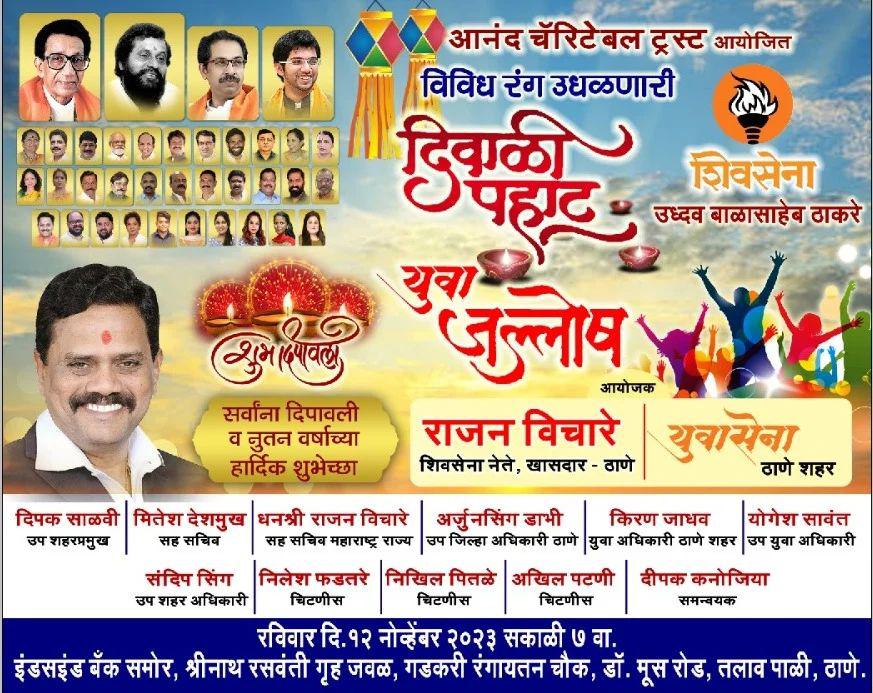 आनंद चॅरिटेबल ट्रस्ट आयोजित
विविध रंग उधळणारी
दिवाळी
पहाट
शिवसेना
उध्दव बाळासाहेब ठाकरे
युवा
जल्लोष
शुभ दिपावली
सर्वांना दिपावली
व नुतन वर्षाच्या
हार्दिक शुभेच्छा
आयोजक
राजन विचारे
शिवसेना नेते, खासदार - ठाणे
युवासेना
ठाणे शहर
दिपक साळवी मितेश देशमुख धनश्री राजन विचारे अर्जुनसिंग डाभी किरण जाधव योगेश सावंत
उप शहरप्रमुख सह सचिव सह सचिव महाराष्ट्र राज्य उप जिल्हा अधिकारी ठाणे युवा अधिकारी ठाणे शहर उप युवा अधिकारी
संदिप सिंग निलेश फडतरे निखिल पितळे अखिल पटणी दीपक कनोजिया
उप शहर अधिकारी चिटणीस चिटणीस चिटणीस समन्वयक
रविवार दि.१२ नोव्हेंबर २०२३ सकाळी ७ वा.
इंडसइंड बँक समोर, श्रीनाथ रसवंती गृह जवळ, गडकरी रंगायतन चौक, डॉ. मूस रोड, तलाव पाळी, ठाणे.